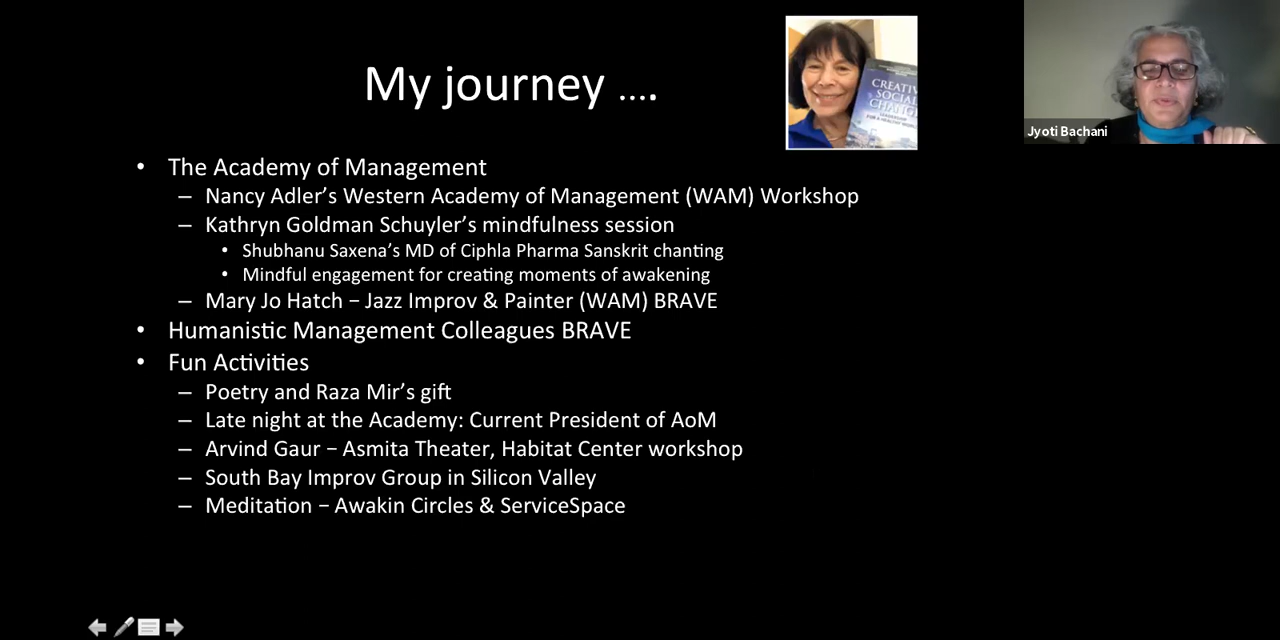 My journey ....
CREATIV
SOCIAL
CHANGE
Jyoti Bachani
• The Academy of Management
– Nancy Adler's Western Academy of Management (WAM) Workshop
– Kathryn Goldman Schuyler's mindfulness session
• Shubhanu Saxena's MD of Ciphla Pharma Sanskrit chanting
• Mindful engagement for creating moments of awakening
– Mary Jo Hatch – Jazz Improv & Painter (WAM) BRAVE
• Humanistic Management Colleagues BRAVE
• Fun Activities
– Poetry and Raza Mir's gift
– Late night at the Academy: Current President of AoM
– Arvind Gaur – Asmita Theater, Habitat Center workshop
– South Bay Improv Group in Silicon Valley
– Meditation – Awakin Circles & ServiceSpace